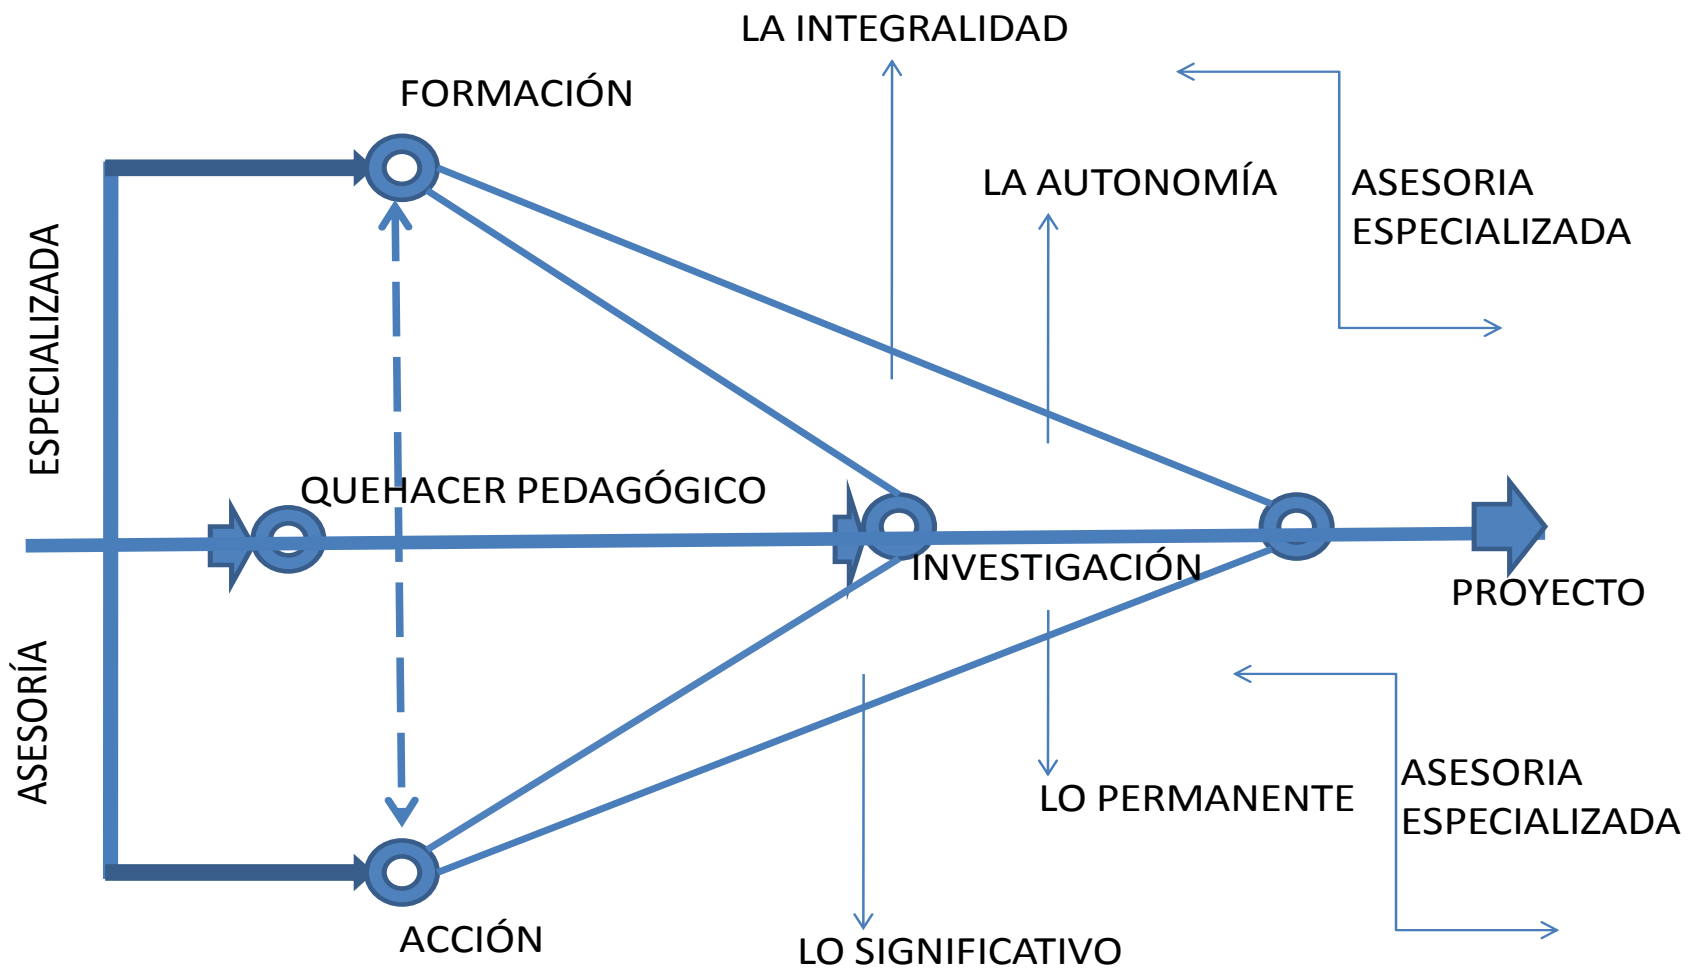 LA INTEGRALIDAD
FORMACIÓN
LA AUTONOMÍA
ASESORIA
ESPECIALIZADA
ESPECIALIZADA
QUEHACER PEDAGÓGICO
INVESTIGACIÓN
PROYECTO
ASESORÍA
LO PERMANENTE
ASESORIA
ESPECIALIZADA
ACCIÓN
LO SIGNIFICATIVO